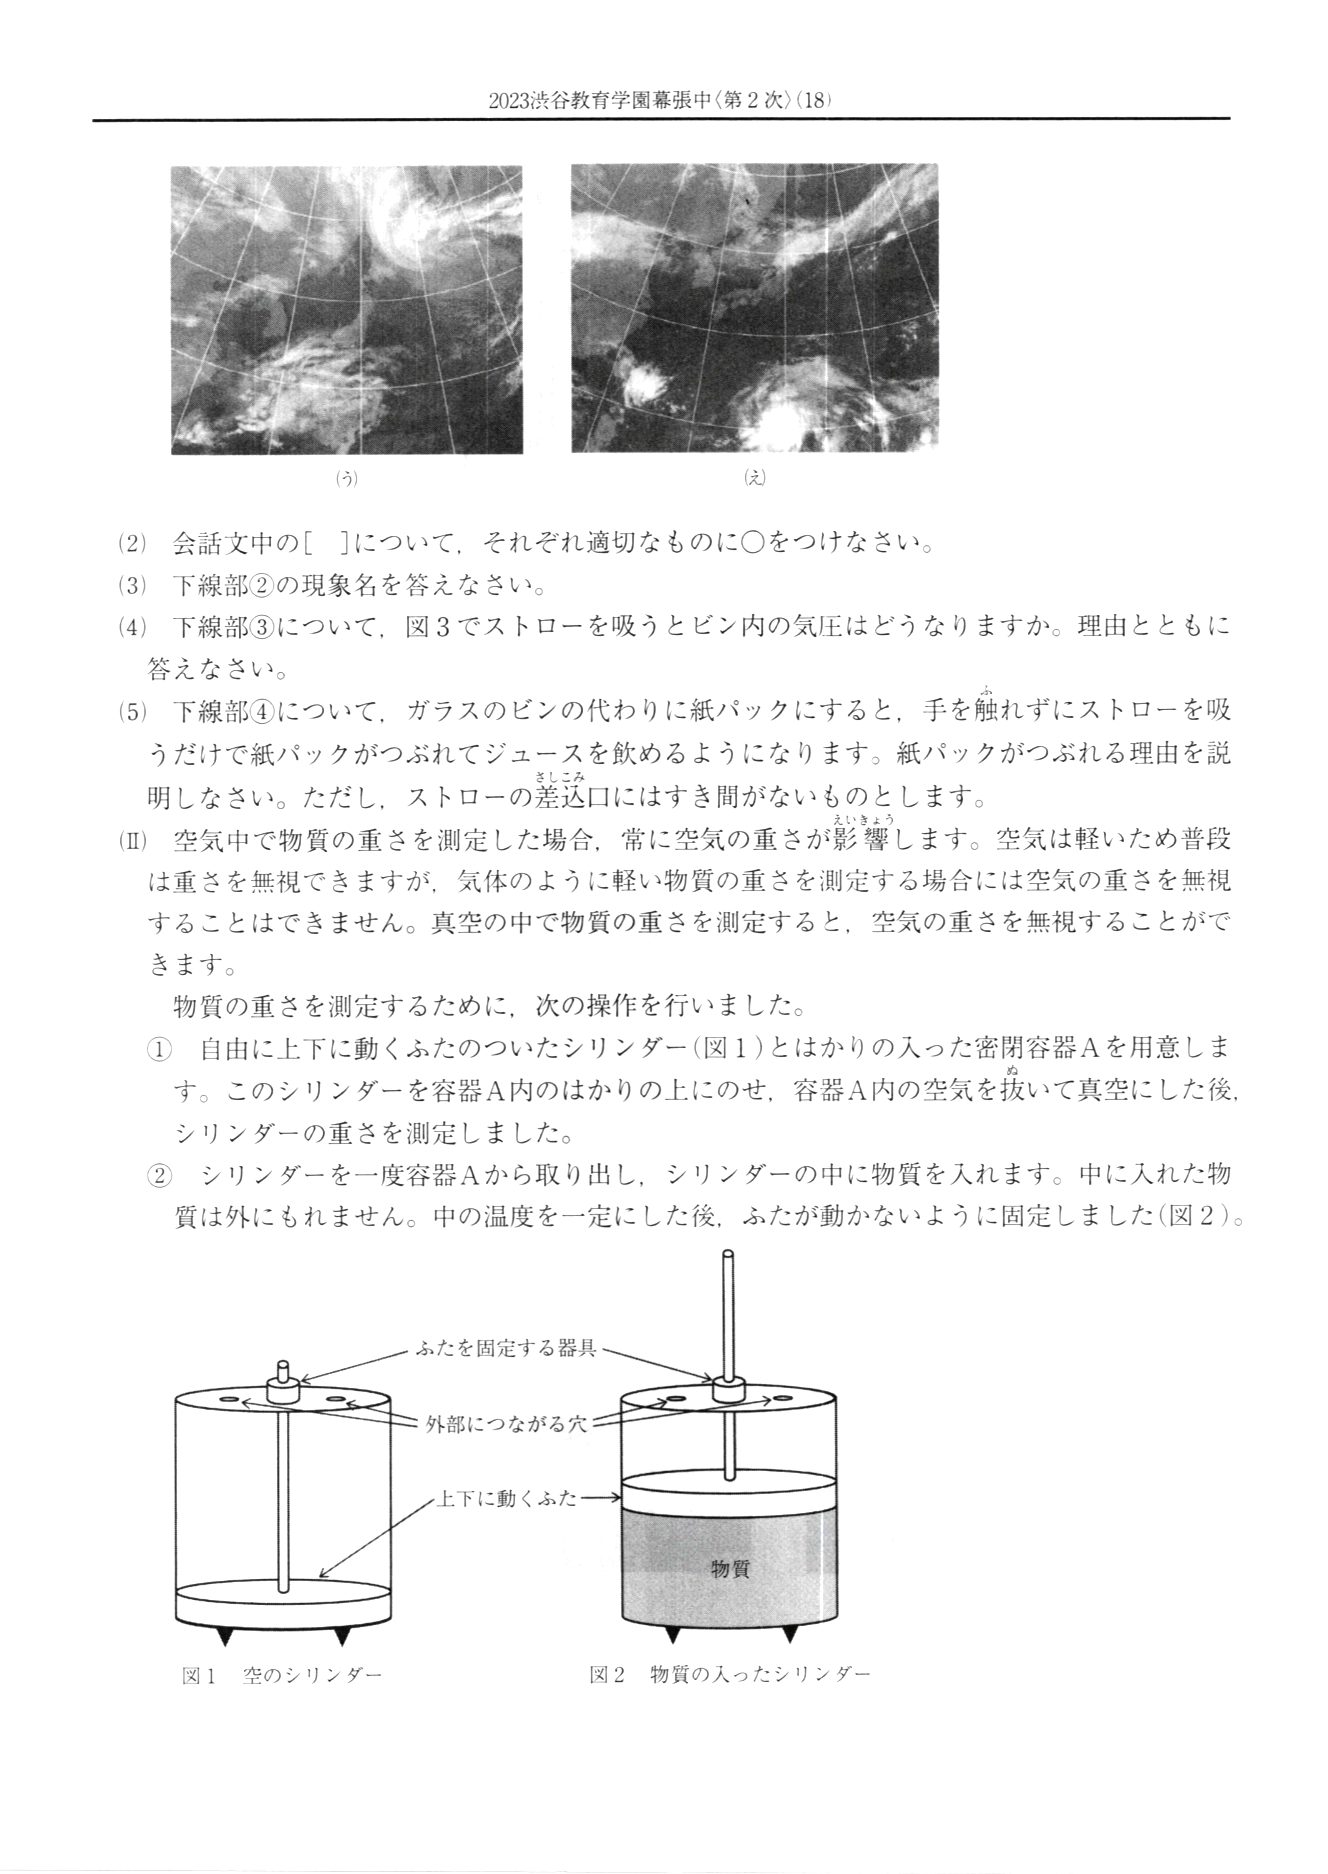 2023渋谷教育学園幕張中〈第2次〉(18)
(う)
(え)
(2) 会話文中の[ ]について，それぞれ適切なものに○をつけなさい。
(3) 下線部②の現象名を答えなさい。
(4) 下線部③について，図3でストローを吸うとビン内の気圧はどうなりますか。理由とともに
答えなさい。
(5) 下線部④について，ガラスのビンの代わりに紙パックにすると，手を触れずにストローを吸
うだけで紙パックがつぶれてジュースを飲めるようになります。紙パックがつぶれる理由を説
明しなさい。ただし，ストローの差込口にはすき間がないものとします。
(Ⅱ) 空気中で物質の重さを測定した場合，常に空気の重さが影響します。空気は軽いため普段
は重さを無視できますが，気体のように軽い物質の重さを測定する場合には空気の重さを無視
することはできません。真空の中で物質の重さを測定すると，空気の重さを無視することがで
きます。
物質の重さを測定するために，次の操作を行いました。
① 自由に上下に動くふたのついたシリンダー(図1)とはかりの入った密閉容器Aを用意しま
す。このシリンダーを容器A内のはかりの上にのせ，容器A内の空気を抜いて真空にした後，
シリンダーの重さを測定しました。
② シリンダーを一度容器Aから取り出し，シリンダーの中に物質を入れます。中に入れた物
質は外にもれません。中の温度を一定にした後，ふたが動かないように固定しました(図2)。
ふたを固定する器具
外部につながる穴
上下に動くふた
物質
図1 空のシリンダー
図2 物質の入ったシリンダー